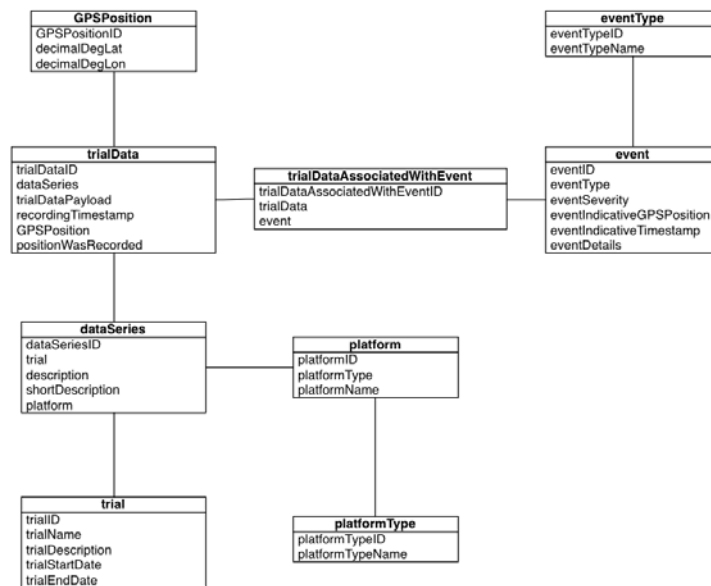 GPSPosition
GPSPositionID
decimalDegLat
decimalDegLon
eventType
eventTypeID
eventTypeName
trialData
trialDataID
dataSeries
trialDataPayload
recordingTimestamp
GPSPosition
positionWasRecorded
trialDataAssociatedWithEvent
trialDataAssociatedWithEventID
trialData
event
event
eventID
eventType
eventSeverity
eventIndicativeGPSPosition
eventIndicativeTimestamp
eventDetails
dataSeries
dataSeriesID
trial
description
shortDescription
platform
platform
platformID
platformType
platformName
trial
trialID
trialName
trialDescription
trialStartDate
trialEndDate
platformType
platformTypeID
platformTypeName